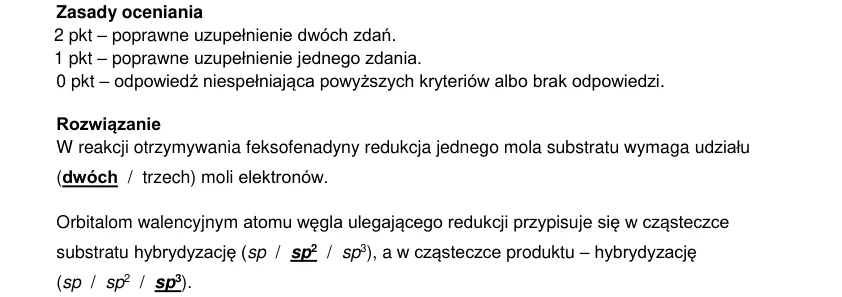 Zasady oceniania
2 pkt – poprawne uzupełnienie dwóch zdań.
1 pkt – poprawne uzupełnienie jednego zdania.
0 pkt – odpowiedź niespełniająca powyższych kryteriów albo brak odpowiedzi.
Rozwiązanie
W reakcji otrzymywania feksofenadyny redukcja jednego mola substratu wymaga udziału
(dwóch / trzech) moli elektronów.
Orbitalom walencyjnym atomu węgla ulegającego redukcji przypisuje się w cząsteczce
substratu hybrydyzację (sp / sp² / sp³), a w cząsteczce produktu – hybrydyzację
(sp / sp² / sp³).